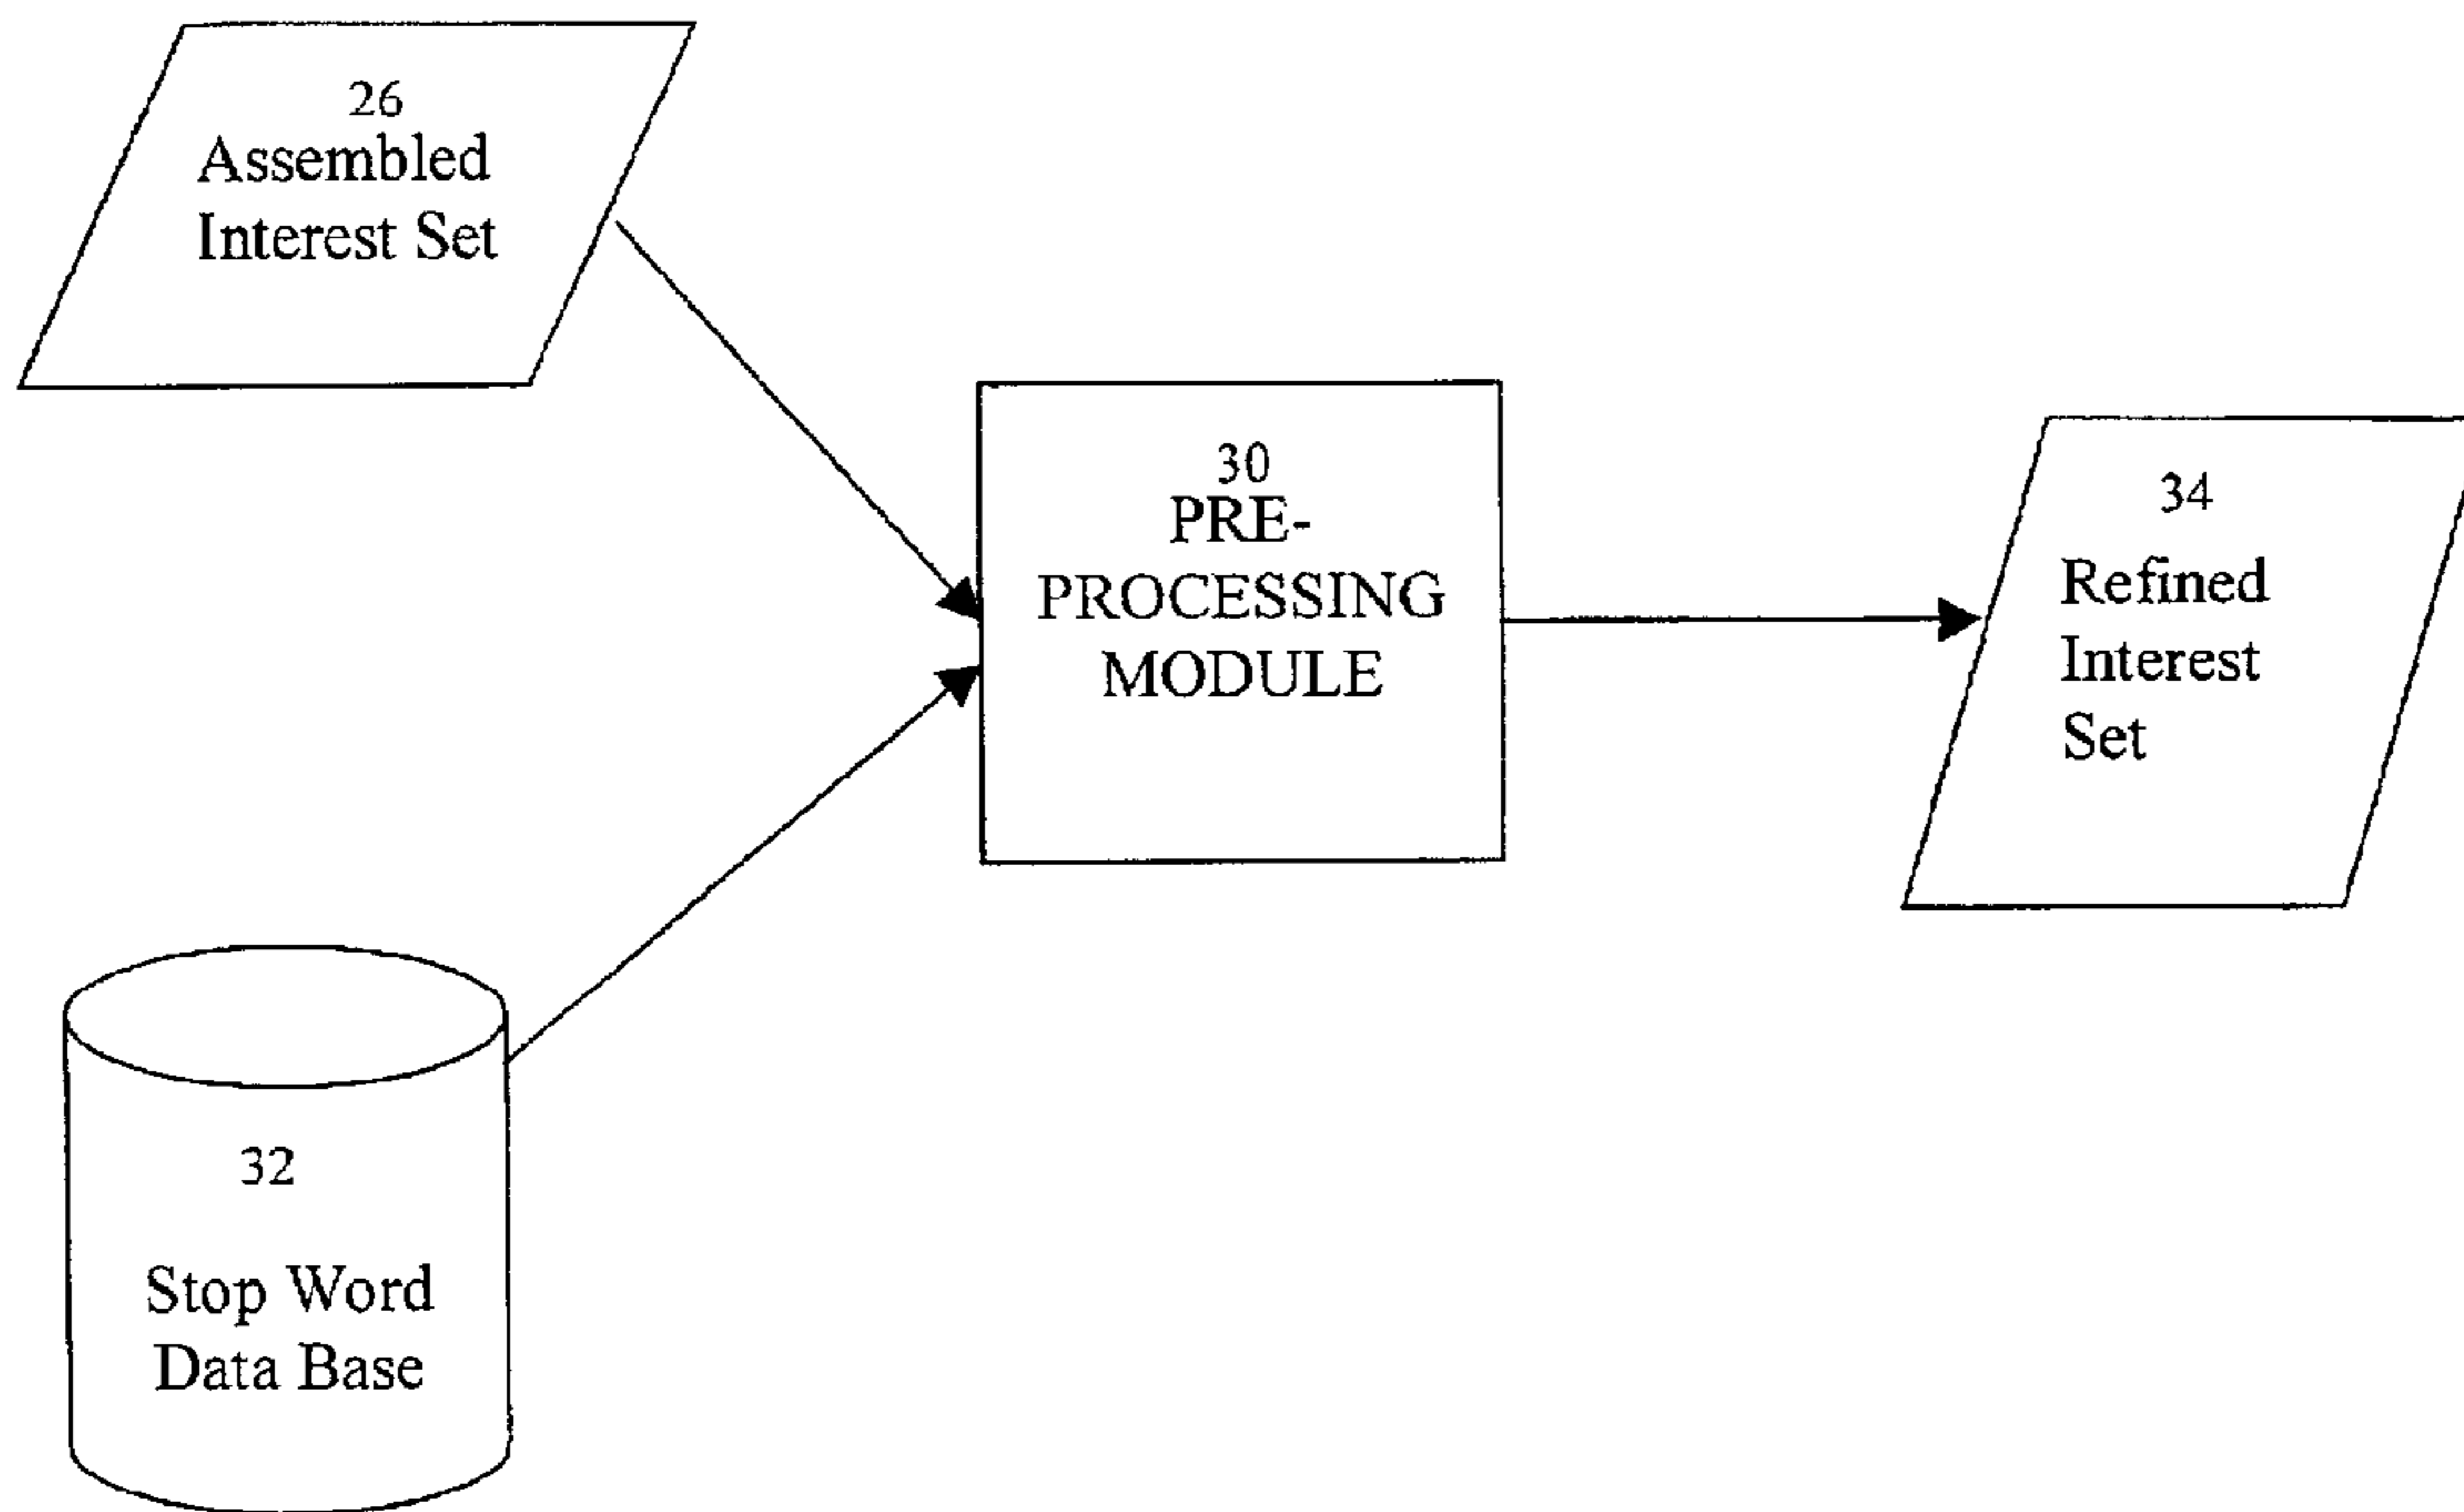 26
Assembled
Interest Set
30
PRE-
PROCESSING
MODULE
34
Refined
Interest
Set
32
Stop Word
Data Base